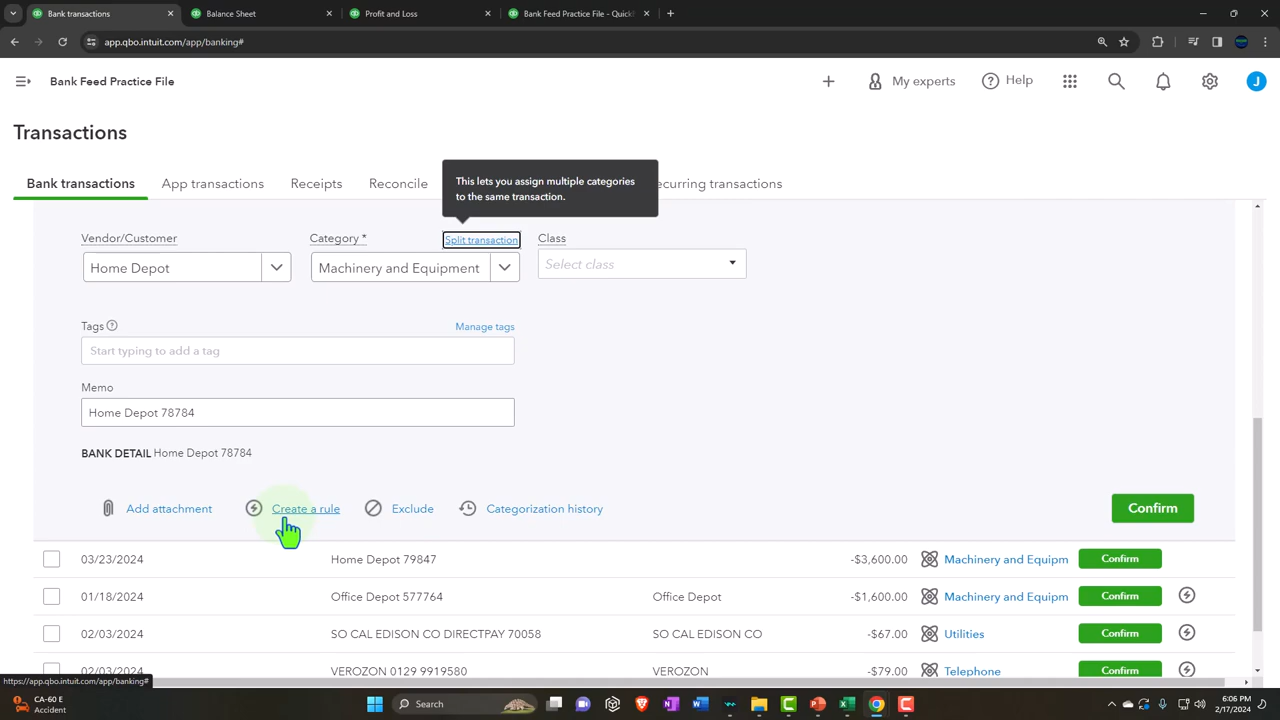 Bank transactions
Balance Sheet
Profit and Loss
Bank Feed Practice File - QuickB
app.qbo.intuit.com/app/banking#
Bank Feed Practice File
My experts
Help
J
Transactions
Bank transactions
App transactions
Receipts
Reconcile
ecurring transactions
This lets you assign multiple categories
to the same transaction.
Vendor/Customer
Category *
Split transaction
Class
Home Depot
Machinery and Equipment
Select class
Tags
Manage tags
Start typing to add a tag
Memo
Home Depot 78784
BANK DETAIL Home Depot 78784
Add attachment
Create a rule
Exclude
Categorization history
Confirm
03/23/2024 Home Depot 79847 -$3,600.00 Machinery and Equipm Confirm
01/18/2024 Office Depot 577764 Office Depot -$1,600.00 Machinery and Equipm Confirm
02/03/2024 SO CAL EDISON CO DIRECTPAY 70058 SO CAL EDISON CO -$67.00 Utilities Confirm
02/03/2024 VEROZON 0129 9919580 VEROZON -$79.00 Telephone Confirm
https://app.qbo.intuit.com/app/banking#
CA-60 E
Accident
Search
6:06 PM
2/17/2024